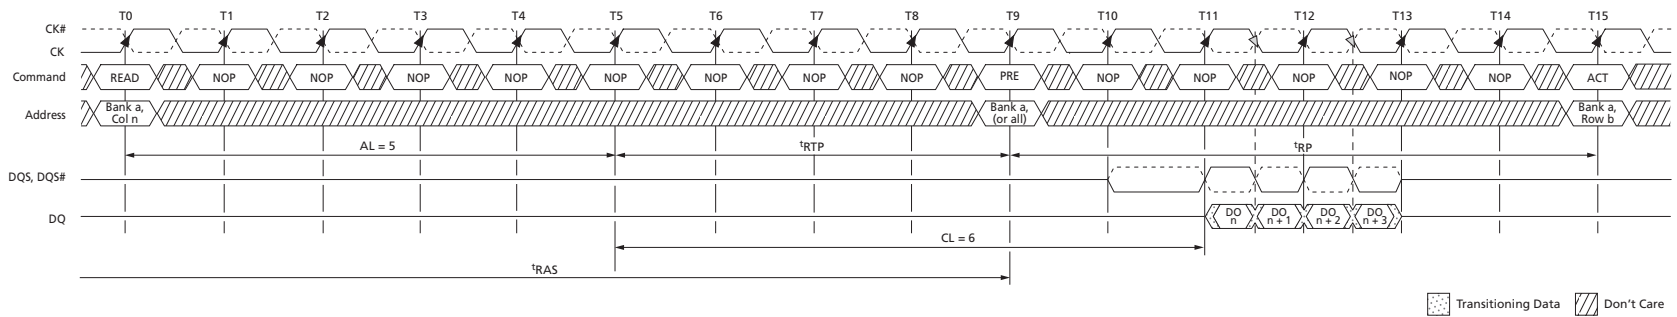 T0 T1 T2 T3 T4 T5 T6 T7 T8 T9 T10 T11 T12 T13 T14 T15
CK#
CK
Command READ NOP NOP NOP NOP NOP NOP NOP NOP PRE NOP NOP NOP NOP NOP ACT
Address Bank a, Col n Bank a, (or all) Bank a, Row b
AL = 5 tRTP tRP
DQS, DQS#
DQ DO n DO n + 1 DO n + 2 DO n + 3
CL = 6
tRAS
Transitioning Data Don't Care